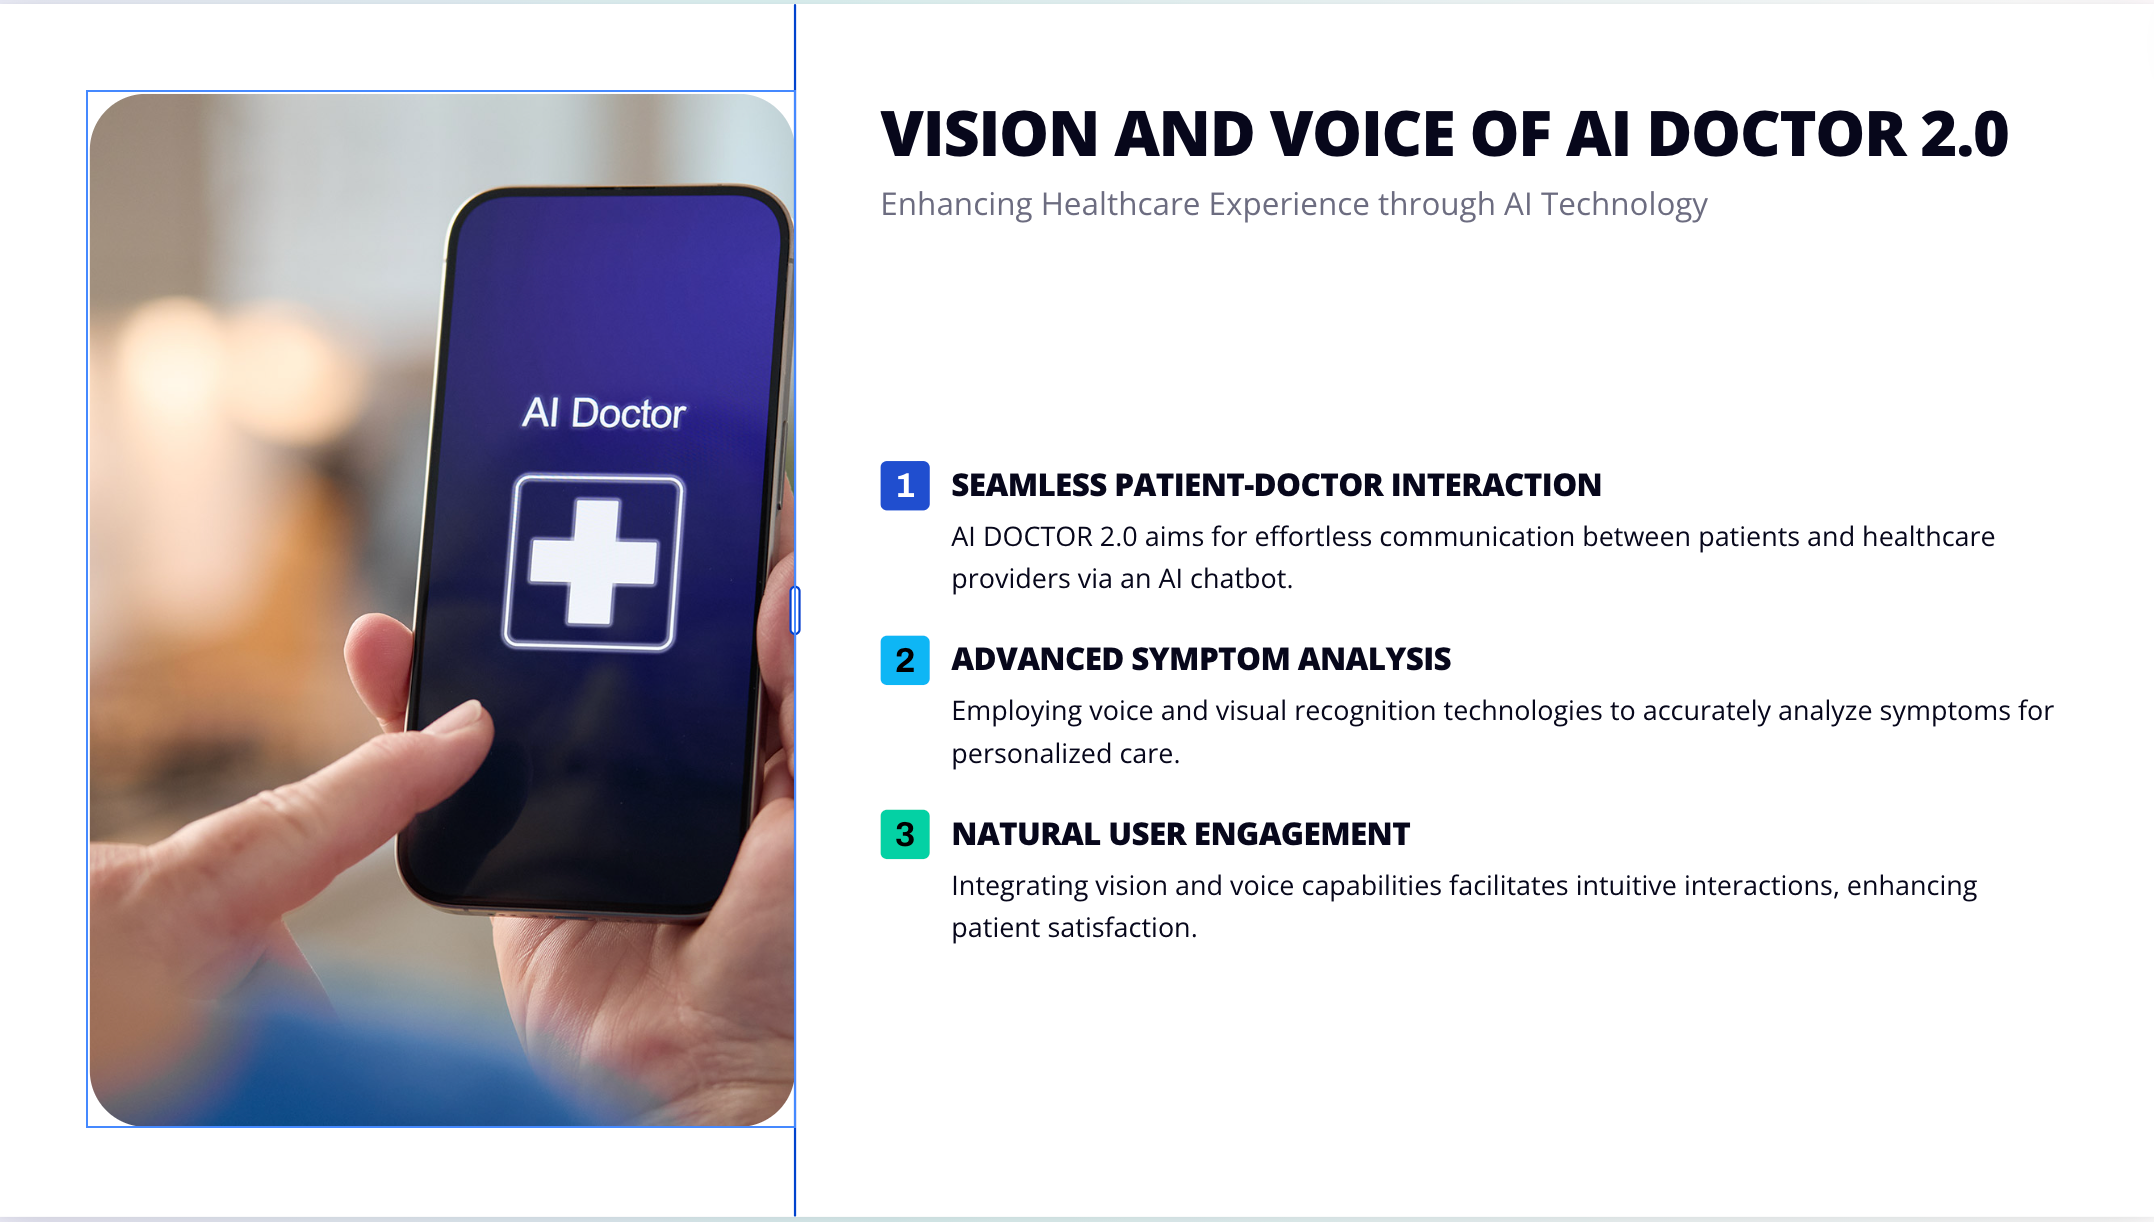 VISION AND VOICE OF AI DOCTOR 2.0
Enhancing Healthcare Experience through AI Technology
AI Doctor
1 SEAMLESS PATIENT-DOCTOR INTERACTION
AI DOCTOR 2.0 aims for effortless communication between patients and healthcare
providers via an AI chatbot.
2 ADVANCED SYMPTOM ANALYSIS
Employing voice and visual recognition technologies to accurately analyze symptoms for
personalized care.
3 NATURAL USER ENGAGEMENT
Integrating vision and voice capabilities facilitates intuitive interactions, enhancing
patient satisfaction.